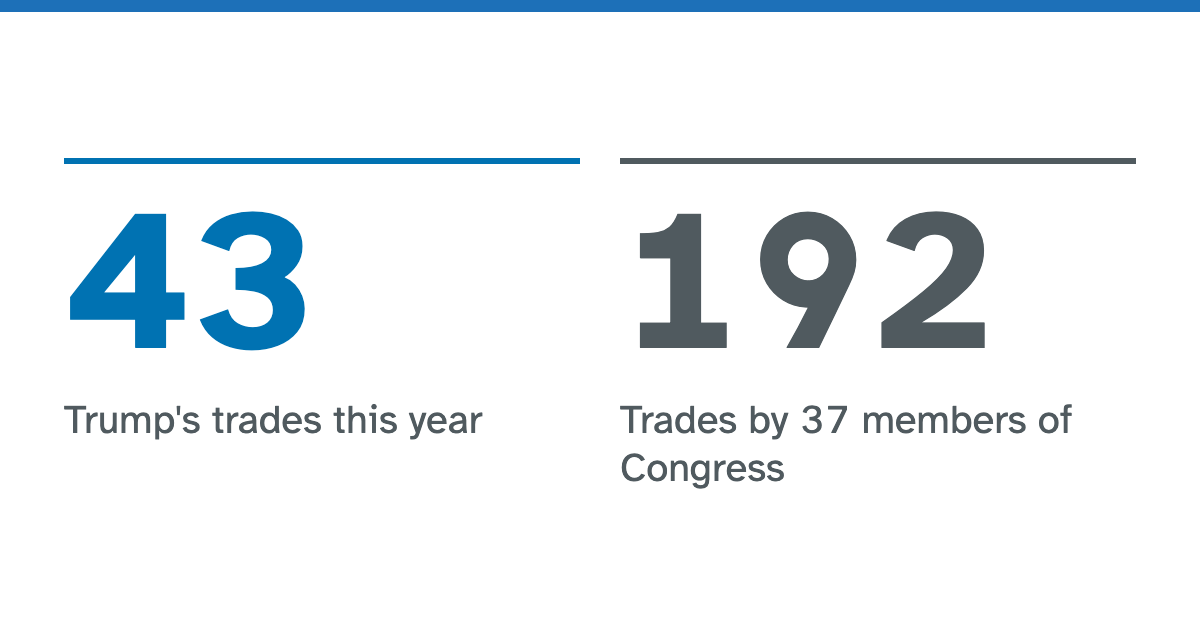 43
Trump's trades this year
192
Trades by 37 members of
Congress